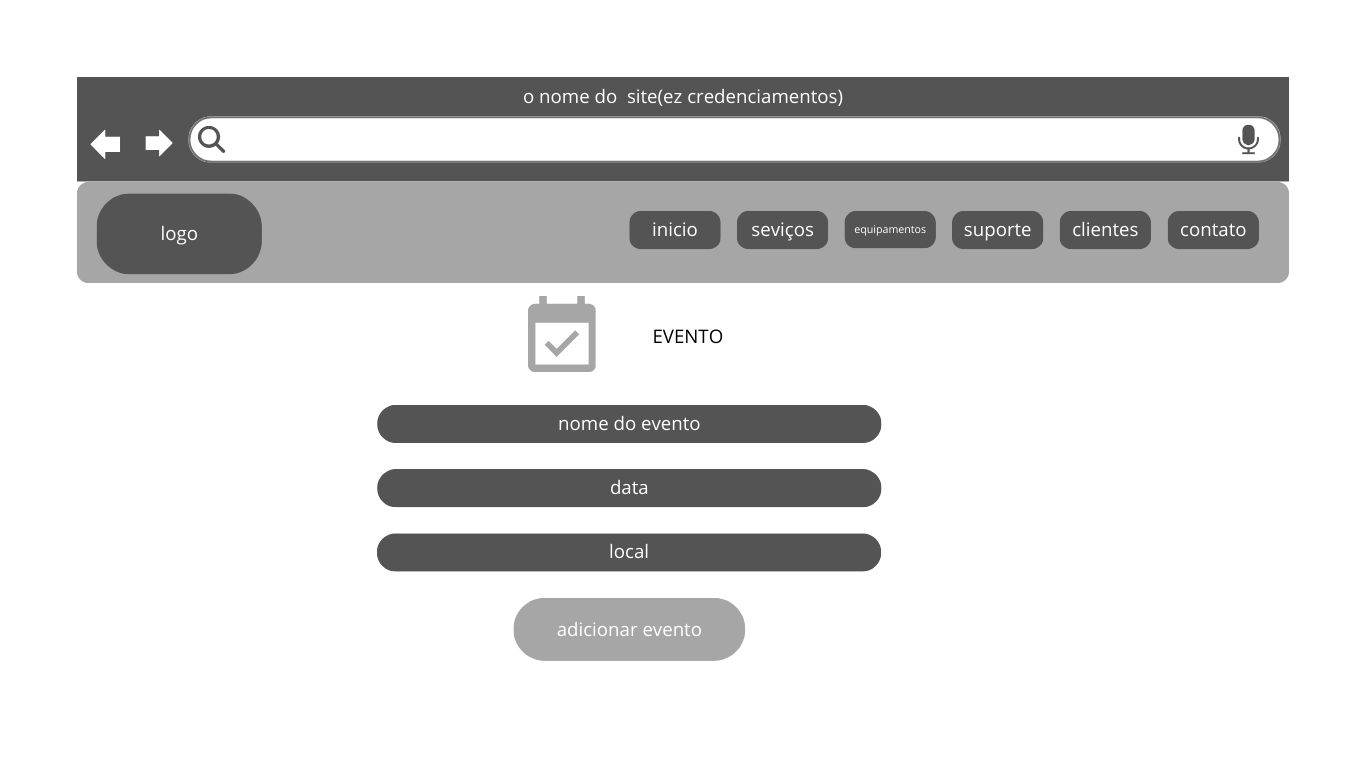 o nome do  site(ez credenciamentos)
logo
inicio
seviços
equipamentos
suporte
clientes
contato
EVENTO
nome do evento
data
local
adicionar evento